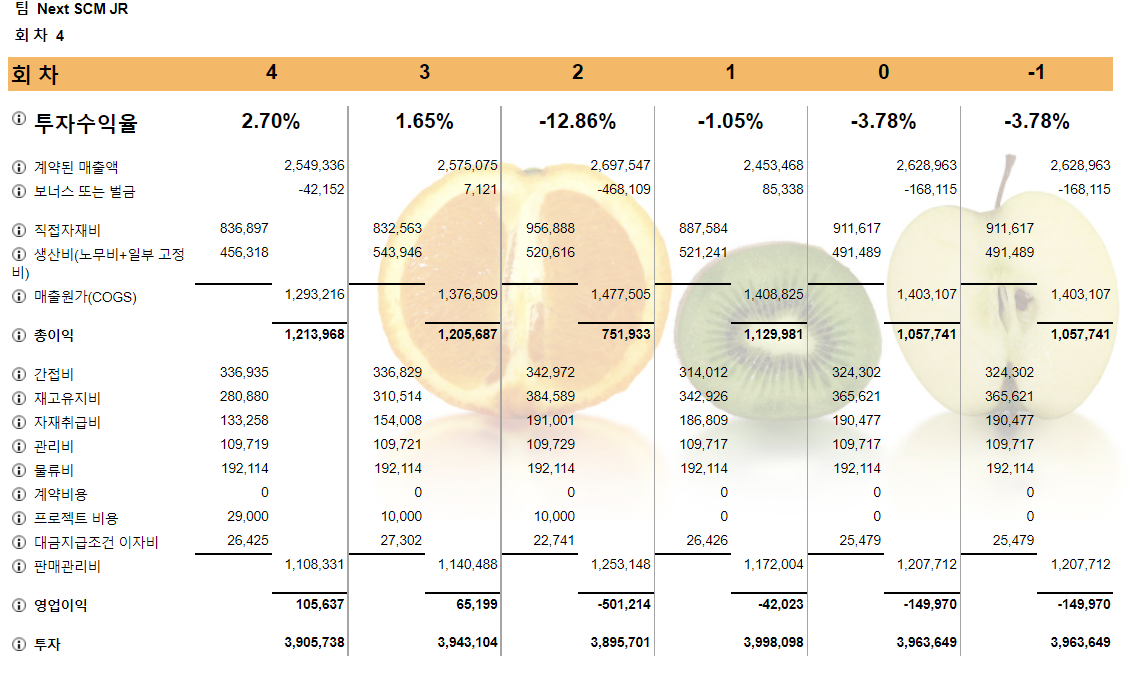 팀 Next SCM JR
회차 4
회 차 4 3 2 1 0 -1
투자수익율 2.70% 1.65% -12.86% -1.05% -3.78% -3.78%
계약된 매출액 2,549,336 2,575,075 2,697,547 2,453,468 2,628,963 2,628,963
보너스 또는 벌금 -42,152 7,121 -468,109 85,338 -168,115 -168,115
직접자재비 836,897 832,563 956,888 887,584 911,617 911,617
생산비(노무비+일부 고정 456,318 543,946 520,616 521,241 491,489 491,489
비)
매출원가(COGS) 1,293,216 1,376,509 1,477,505 1,408,825 1,403,107 1,403,107
총이익 1,213,968 1,205,687 751,933 1,129,981 1,057,741 1,057,741
간접비 336,935 336,829 342,972 314,012 324,302 324,302
재고유지비 280,880 310,514 384,589 342,926 365,621 365,621
자재취급비 133,258 154,008 191,001 186,809 190,477 190,477
관리비 109,719 109,721 109,729 109,717 109,717 109,717
물류비 192,114 192,114 192,114 192,114 192,114 192,114
계약비용 0 0 0 0 0 0
프로젝트 비용 29,000 10,000 10,000 0 0 0
대금지급조건 이자비 26,425 27,302 22,741 26,426 25,479 25,479
판매관리비 1,108,331 1,140,488 1,253,148 1,172,004 1,207,712 1,207,712
영업이익 105,637 65,199 -501,214 -42,023 -149,970 -149,970
투자 3,905,738 3,943,104 3,895,701 3,998,098 3,963,649 3,963,649